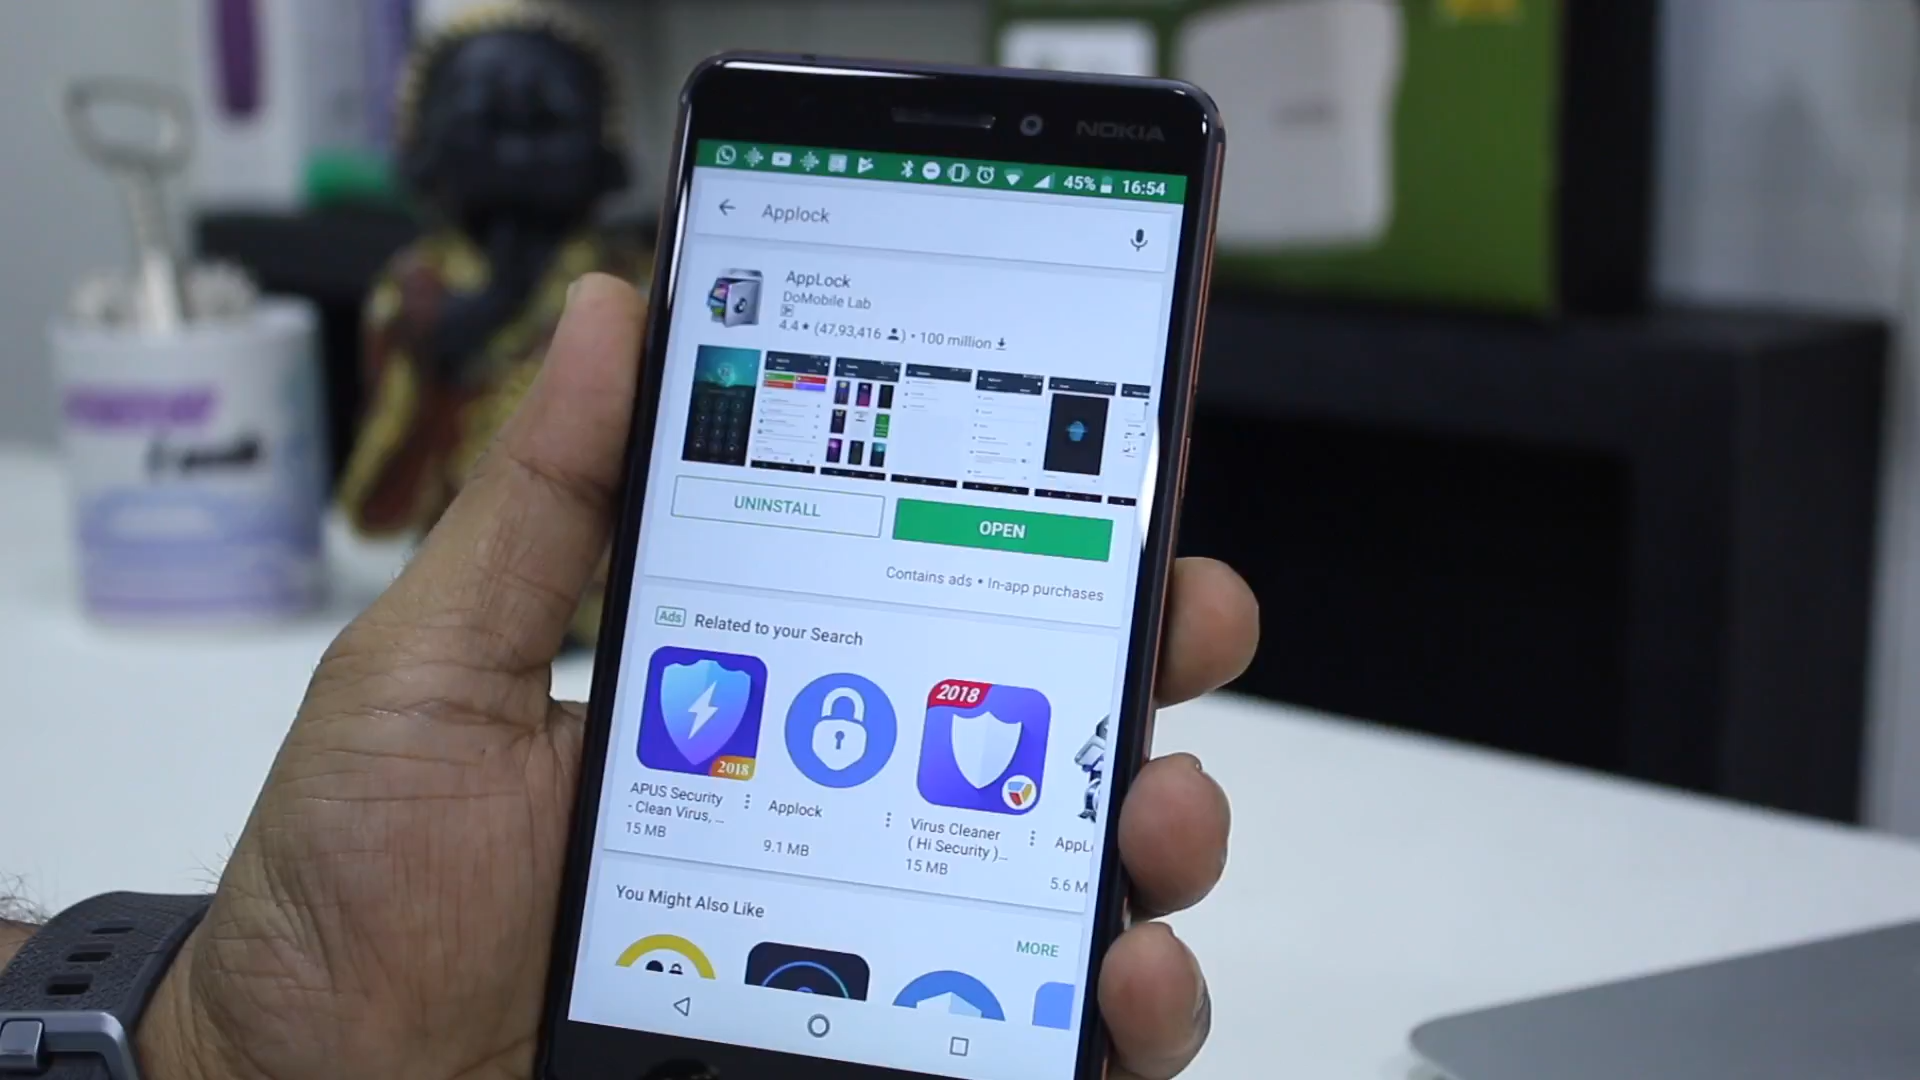 NOKIA
45% 16:54
Applock
AppLock
DoMobile Lab
4.4★ (47,93,416 ) • 100 million
UNINSTALL
OPEN
Contains ads • In-app purchases
Ads Related to your Search
2018
2018
APUS Security
- Clean Virus, ...
15 MB
Applock
9.1 MB
Virus Cleaner
( Hi Security )...
15 MB
AppL
5.6 M
You Might Also Like
MORE